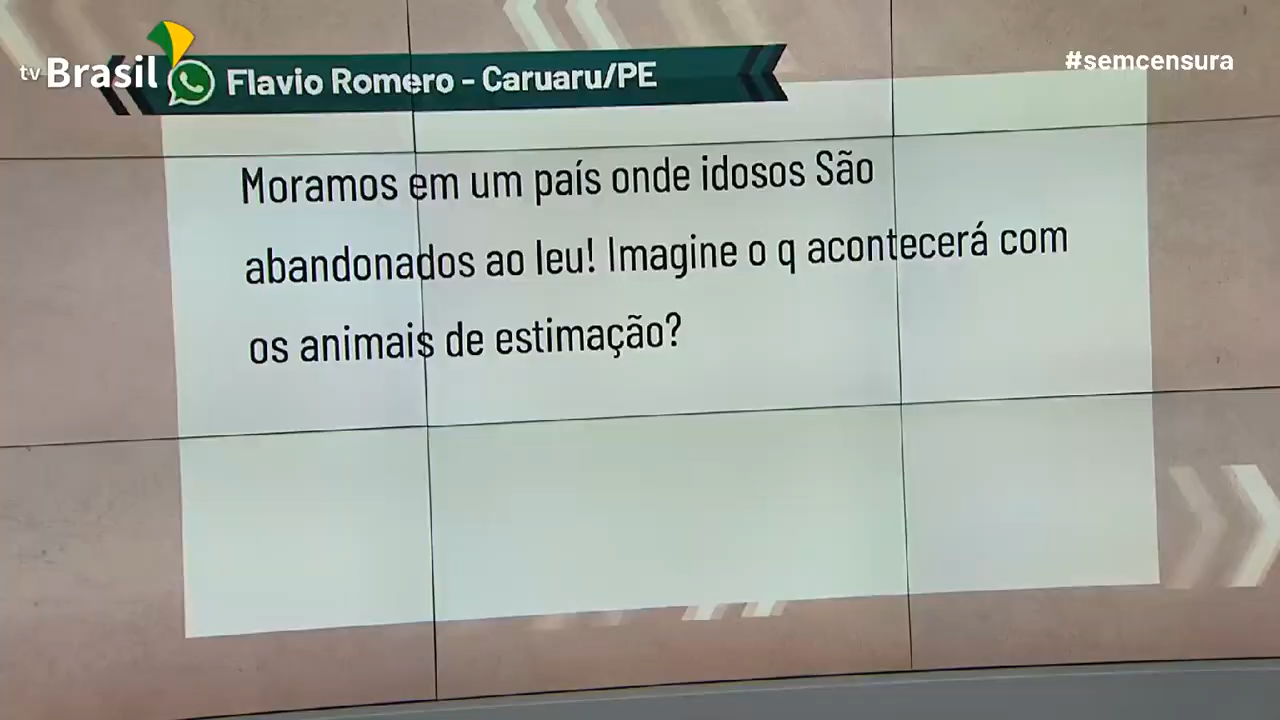 tv Brasil
Flavio Romero - Caruaru/PE
#semcensura
Moramos em um país onde idosos São
abandonados ao leu! Imagine o q acontecerá com
os animais de estimação?